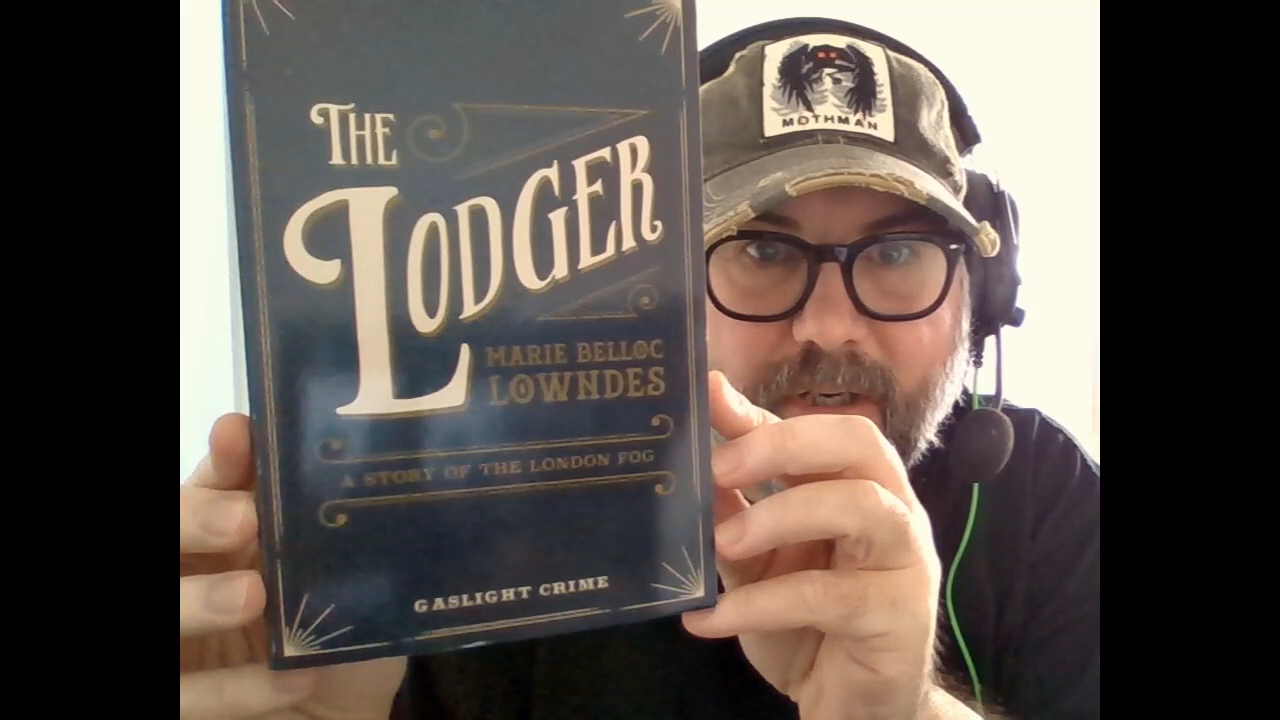 THE
LODGER
MARIE BELLOC
LOWNDES
A STORY OF THE LONDON FOG
GASLIGHT CRIME
MOTHMAN